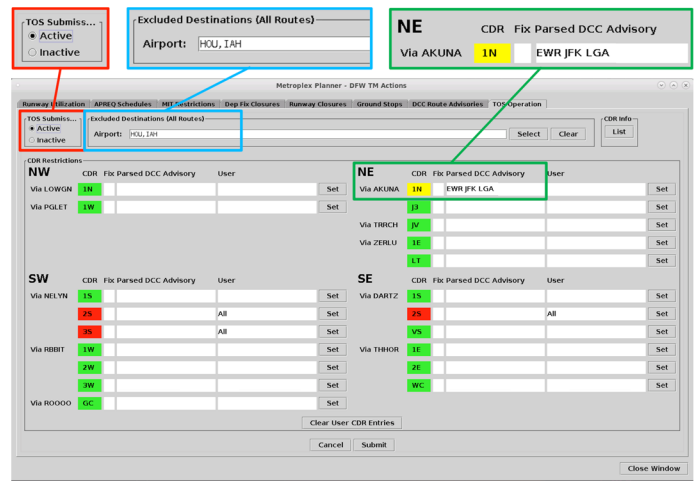 TOS Submiss...
Active
Inactive
Excluded Destinations (All Routes)
Airport: HOU,IAH
NE CDR Fix Parsed DCC Advisory
Via AKUNA 1N EWR JFK LGA
Metroplex Planner - DFW TM Actions
Runway Utilization APREQ Schedules MIT Restrictions Dep Fix Closures Runway Closures Ground Stops DCC Route Advisories TOS Operation
TOS Submiss... Excluded Destinations (All Routes) CDR Info
Active
Inactive
Airport: HOU,IAH Select Clear List
CDR Restrictions
NW CDR Fix Parsed DCC Advisory User
Via LOWGN 1N Set
Via PGLET 1W Set
NE CDR Fix Parsed DCC Advisory User
Via AKUNA 1N EWR JFK LGA Set
J3 Set
Via TRRCH JV Set
Via ZERLU 1E Set
LT Set
SW CDR Fix Parsed DCC Advisory User
Via NELYN 1S Set
2S All Set
3S All Set
Via RBBIT 1W Set
2W Set
3W Set
Via ROOOO GC Set
SE CDR Fix Parsed DCC Advisory User
Via DARTZ 1S Set
2S All Set
VS Set
Via THHOR 1E Set
2E Set
WC Set
Clear User CDR Entries
Cancel Submit
Close Window